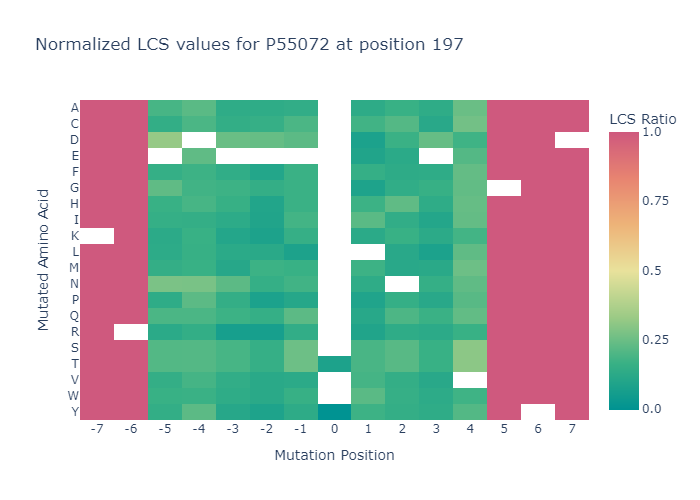 Normalized LCS values for P55072 at position 197
LCS Ratio
1.0
0.75
0.5
0.25
0.0
Mutated Amino Acid
A
C
D
E
F
G
H
I
K
L
M
N
P
Q
R
S
T
V
W
Y
-7 -6 -5 -4 -3 -2 -1 0 1 2 3 4 5 6 7
Mutation Position